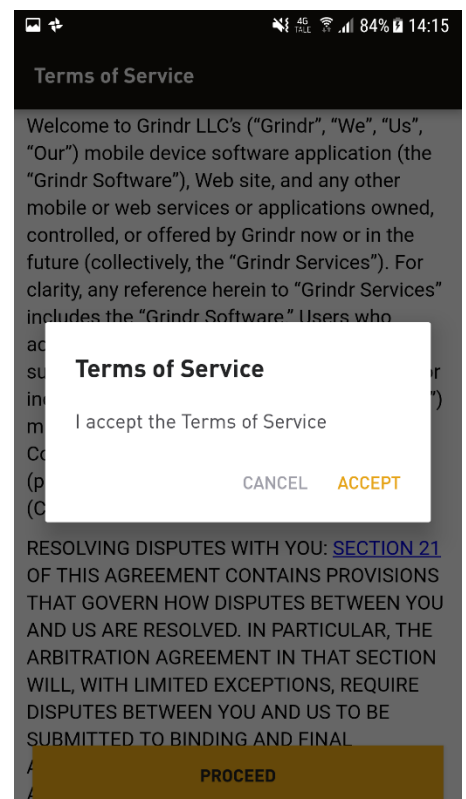 4G
TALE
84%
14:15
Terms of Service
Welcome to Grindr LLC's (“Grindr”, “We”, “Us”,
“Our”) mobile device software application (the
“Grindr Software”), Web site, and any other
mobile or web services or applications owned,
controlled, or offered by Grindr now or in the
future (collectively, the “Grindr Services”). For
clarity, any reference herein to “Grindr Services”
includes the “Grindr Software.” Users who
Terms of Service
I accept the Terms of Service
CANCEL ACCEPT
RESOLVING DISPUTES WITH YOU: SECTION 21
OF THIS AGREEMENT CONTAINS PROVISIONS
THAT GOVERN HOW DISPUTES BETWEEN YOU
AND US ARE RESOLVED. IN PARTICULAR, THE
ARBITRATION AGREEMENT IN THAT SECTION
WILL, WITH LIMITED EXCEPTIONS, REQUIRE
DISPUTES BETWEEN YOU AND US TO BE
SUBMITTED TO BINDING AND FINAL
PROCEED